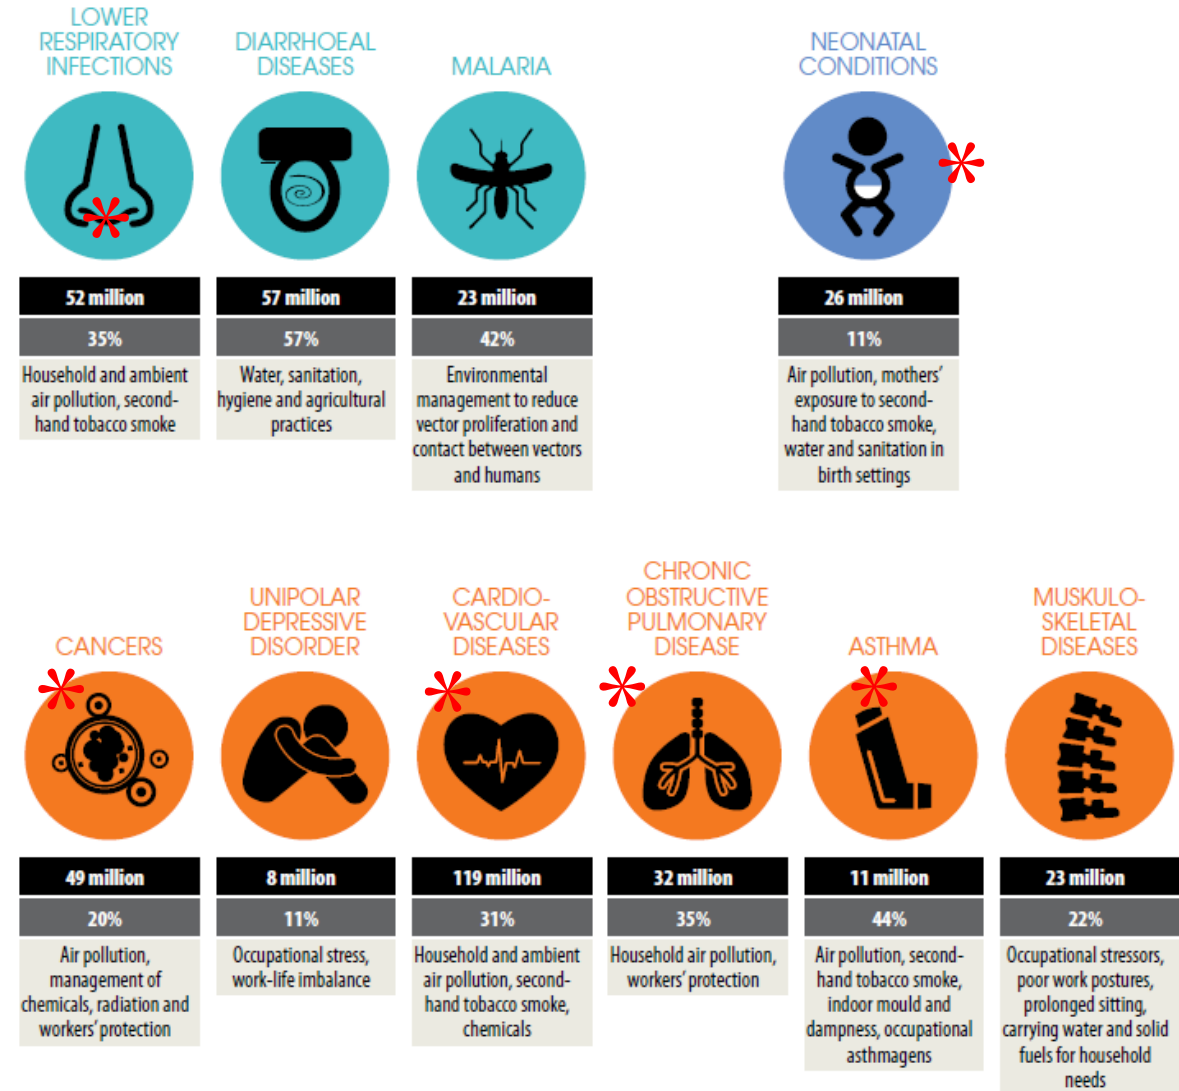 LOWER
RESPIRATORY
INFECTIONS
DIARRHOEAL
DISEASES
MALARIA
NEONATAL
CONDITIONS
*
*
52 million
35%
Household and ambient
air pollution, second-
hand tobacco smoke
57 million
57%
Water, sanitation,
hygiene and agricultural
practices
23 million
42%
Environmental
management to reduce
vector proliferation and
contact between vectors
and humans
26 million
11%
Air pollution, mothers’
exposure to second-
hand tobacco smoke,
water and sanitation in
birth settings
CANCERS
UNIPOLAR
DEPRESSIVE
DISORDER
CARDIO-
VASCULAR
DISEASES
CHRONIC
OBSTRUCTIVE
PULMONARY
DISEASE
ASTHMA
MUSKULO-
SKELETAL
DISEASES
*
*
*
*
49 million
20%
Air pollution,
management of
chemicals, radiation and
workers’ protection
8 million
11%
Occupational stress,
work-life imbalance
119 million
31%
Household and ambient
air pollution, second-
hand tobacco smoke,
chemicals
32 million
35%
Household air pollution,
workers’ protection
11 million
44%
Air pollution, second-
hand tobacco smoke,
indoor mould and
dampness, occupational
asthmagens
23 million
22%
Occupational stressors,
poor work postures,
prolonged sitting,
carrying water and solid
fuels for household
needs